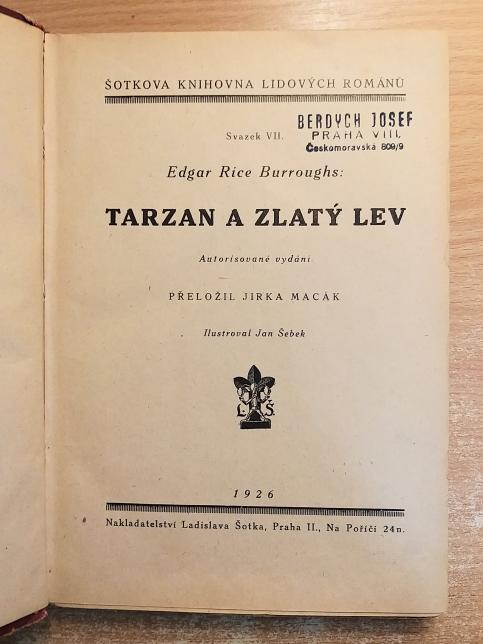 ŠOTKOVA KNIHOVNA LIDOVÝCH ROMÁNŮ
Svazek VII.
BERDYCH JOSEF
PRAHA VIII,
Českomoravská 809/9
Edgar Rice Burroughs:
TARZAN A ZLATÝ LEV
Autorisované vydání
PŘELOŽIL JIRKA MACÁK
Ilustroval Jan Šebek
L. Š.
1926
Nakladatelství Ladislava Šotka, Praha II., Na Poříčí 24n.